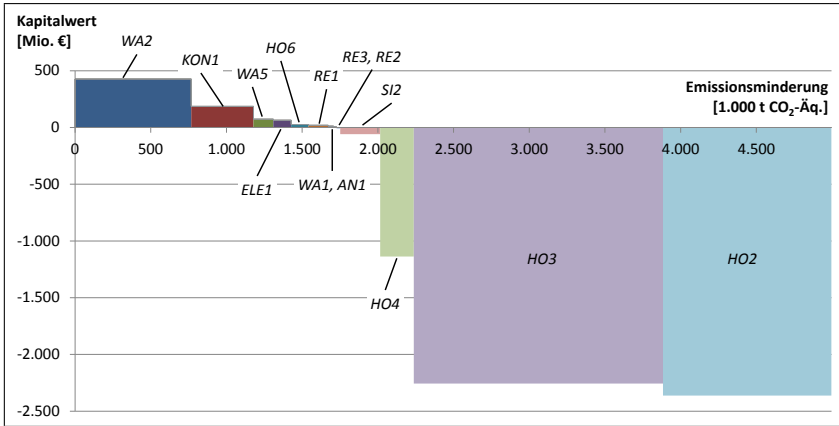 Kapitalwert
[Mio. €]
WA2
KON1
WA5
HO6
RE1
RE3, RE2
SI2
Emissionsminderung
[1.000 t CO₂-Äq.]
500
0
0
500
1.000
1.500
2.000
2.500
3.000
3.500
4.000
4.500
ELE1
WA1, AN1
-500
-1.000
HO3
HO2
HO4
-1.500
-2.000
-2.500